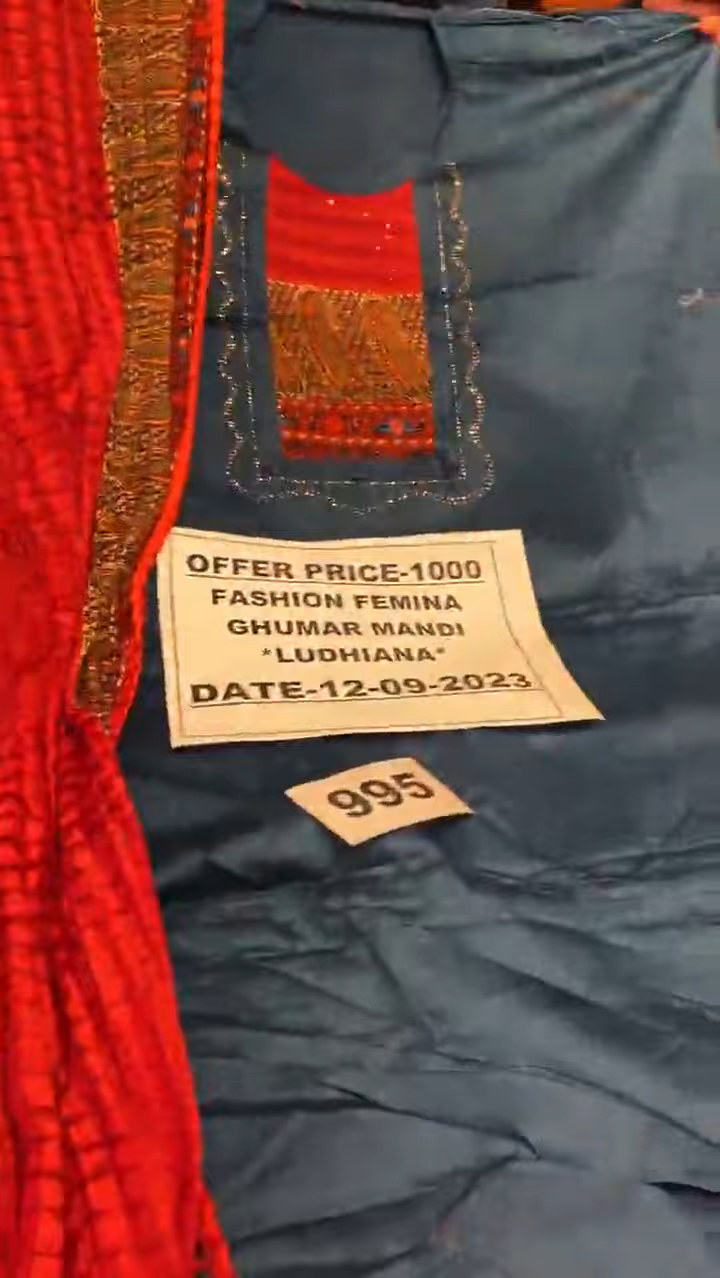 OFFER PRICE-1000
FASHION FEMINA
GHUMAR MANDI
*LUDHIANA*
DATE-12-09-2023
995